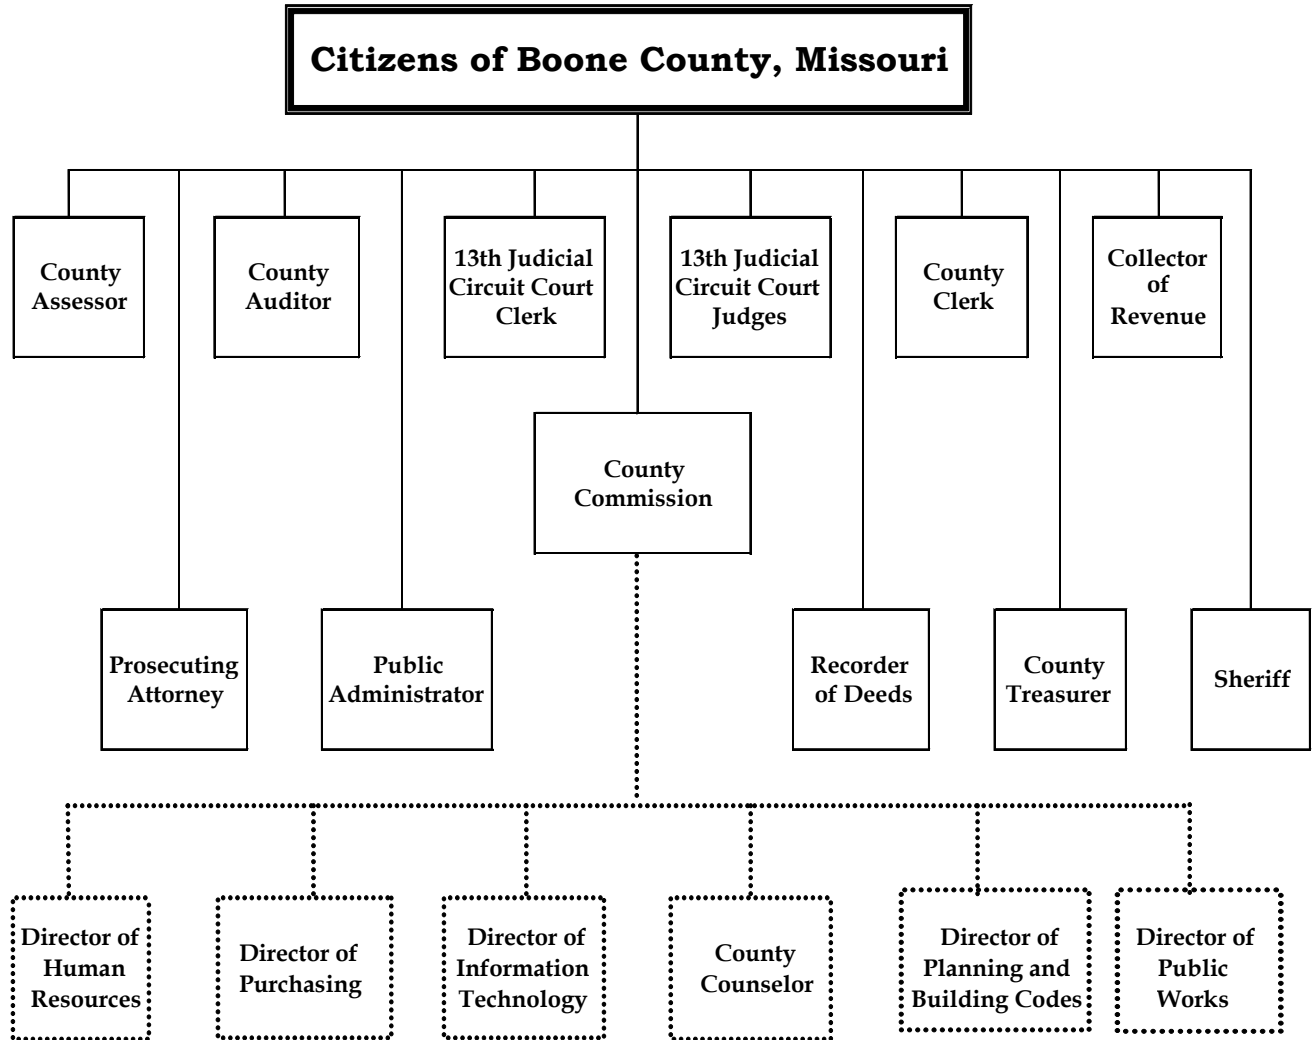 Citizens of Boone County, Missouri
County
Assessor
County
Auditor
13th Judicial
Circuit Court
Clerk
13th Judicial
Circuit Court
Judges
County
Clerk
Collector
of
Revenue
County
Commission
Prosecuting
Attorney
Public
Administrator
Recorder
of Deeds
County
Treasurer
Sheriff
Director of
Human
Resources
Director of
Purchasing
Director of
Information
Technology
County
Counselor
Director of
Planning and
Building Codes
Director of
Public
Works